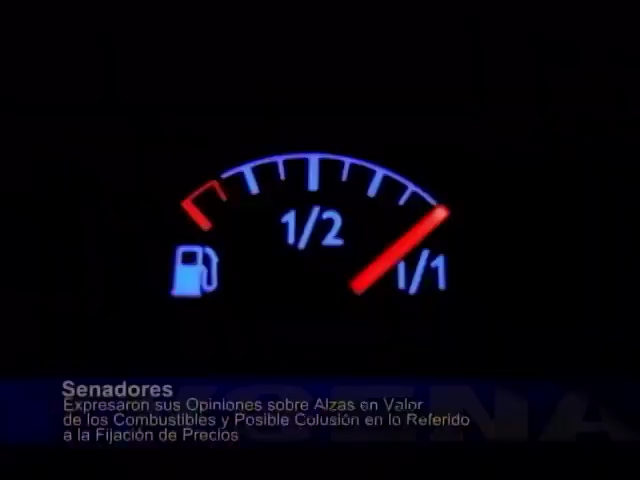 1/2
1/1
Senadores
Expresaron sus Opiniones sobre Alzas en Valor
de los Combustibles y Posible Colusión en lo Referido
a la Fijación de Precios
SENA